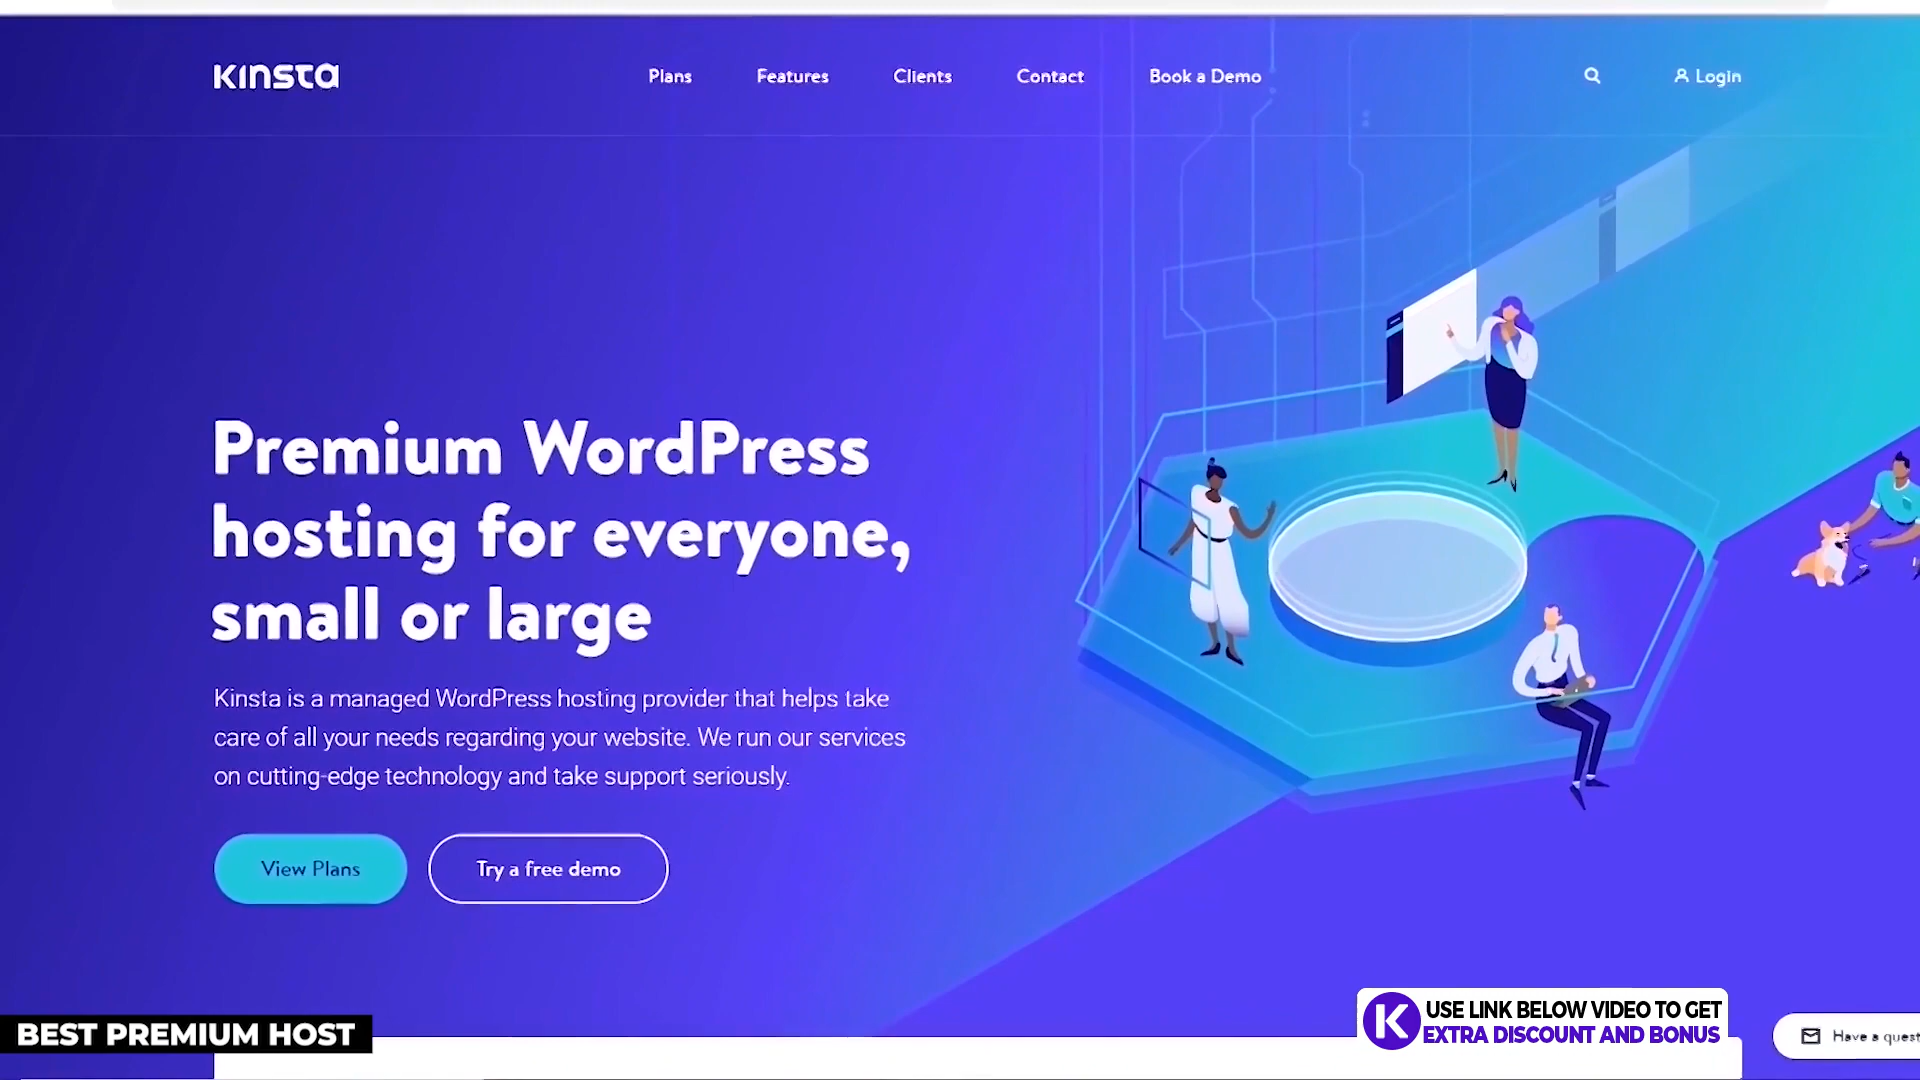 Kinsta
Plans
Features
Clients
Contact
Book a Demo
Login
Premium WordPress
hosting for everyone,
small or large
Kinsta is a managed WordPress hosting provider that helps take
care of all your needs regarding your website. We run our services
on cutting-edge technology and take support seriously.
View Plans
Try a free demo
BEST PREMIUM HOST
K
USE LINK BELOW VIDEO TO GET
EXTRA DISCOUNT AND BONUS
Have a quest